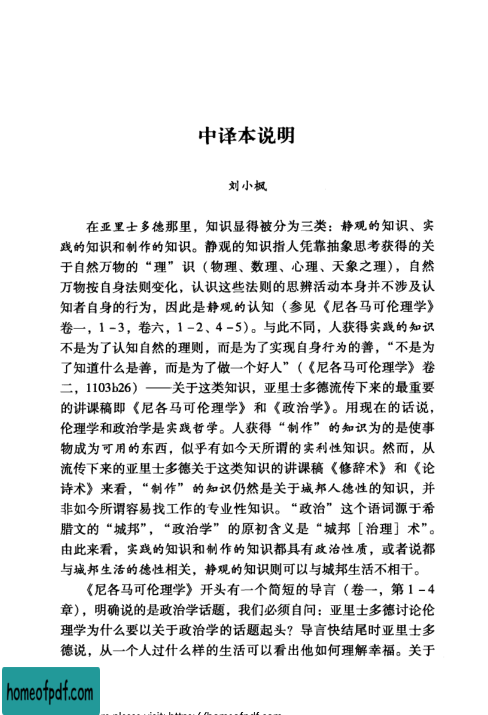 中译本说明
刘小枫
在亚里士多德那里，知识显得被分为三类：静观的知识、实
践的知识和制作的知识。静观的知识指人凭靠抽象思考获得的关
于自然万物的“理”识（物理、数理、心理、天象之理），自然
万物按自身法则变化，认识这些法则的思辨活动本身并不涉及认
知者自身的行为，因此是静观的认知（参见《尼各马可伦理学》
卷一，1-3，卷六，1-2、4-5）。与此不同，人获得实践的知识
不是为了认知自然的理则，而是为了实现自身行为的善，“不是为
了知道什么是善，而是为了做一个好人”（《尼各马可伦理学》卷
二，1103b26）——关于这类知识，亚里士多德流传下来的最重要
的讲课稿即《尼各马可伦理学》和《政治学》。用现在的话说，
伦理学和政治学是实践哲学。人获得“制作”的知识为的是使事
物成为可用的东西，似乎有如今天所谓的实利性知识。然而，从
流传下来的亚里士多德关于这类知识的讲课稿《修辞术》和《论
诗术》来看，“制作”的知识仍然是关于城邦人德性的知识，并
非如今所谓容易找工作的专业性知识。“政治”这个语词源于希
腊文的“城邦”，“政治学”的原初含义是“城邦［治理］术”。
由此来看，实践的知识和制作的知识都具有政治性质，或者说都
与城邦生活的德性相关，静观的知识则可以与城邦生活不相干。
《尼各马可伦理学》开头有一个简短的导言（卷一，第1-4
章），明确说的是政治学话题，我们必须自问：亚里士多德讨论伦
理学为什么要以关于政治学的话题起头？导言快结尾时亚里士多
德说，从一个人过什么样的生活可以看出他如何理解幸福。关于
homeofpdf.com